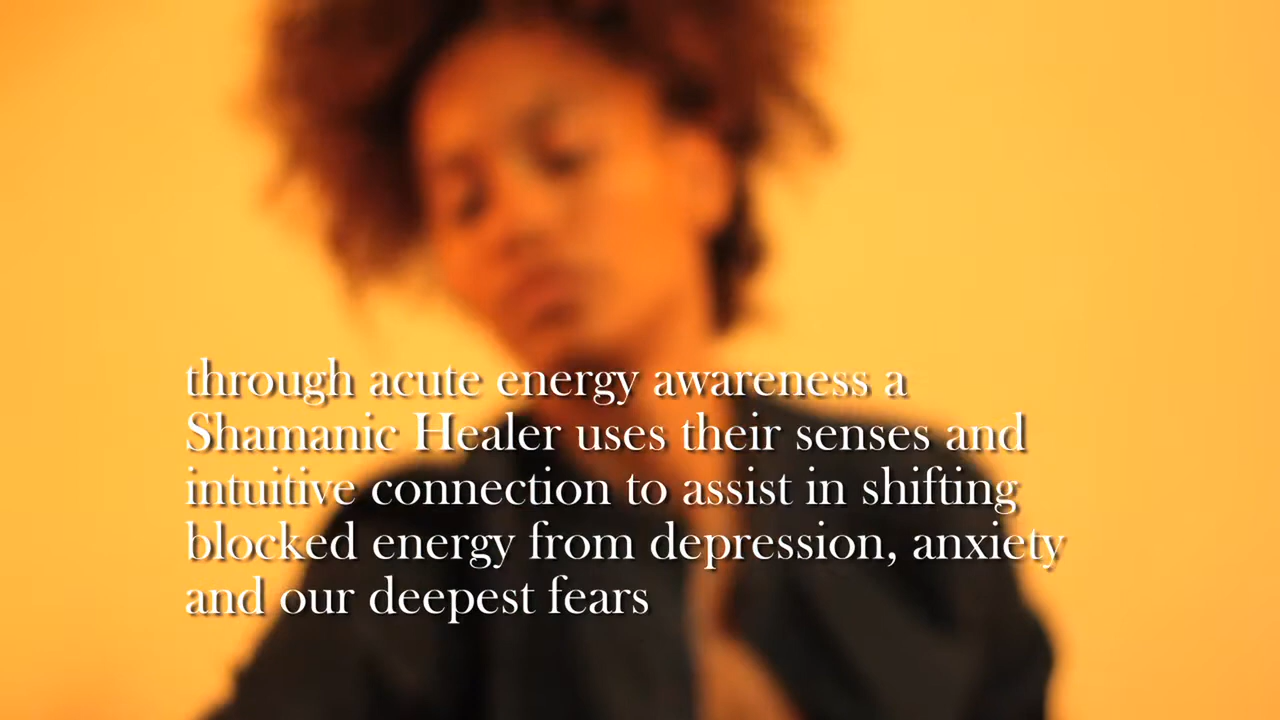 through acute energy awareness a
Shamanic Healer uses their senses and
intuitive connection to assist in shifting
blocked energy from depression, anxiety
and our deepest fears